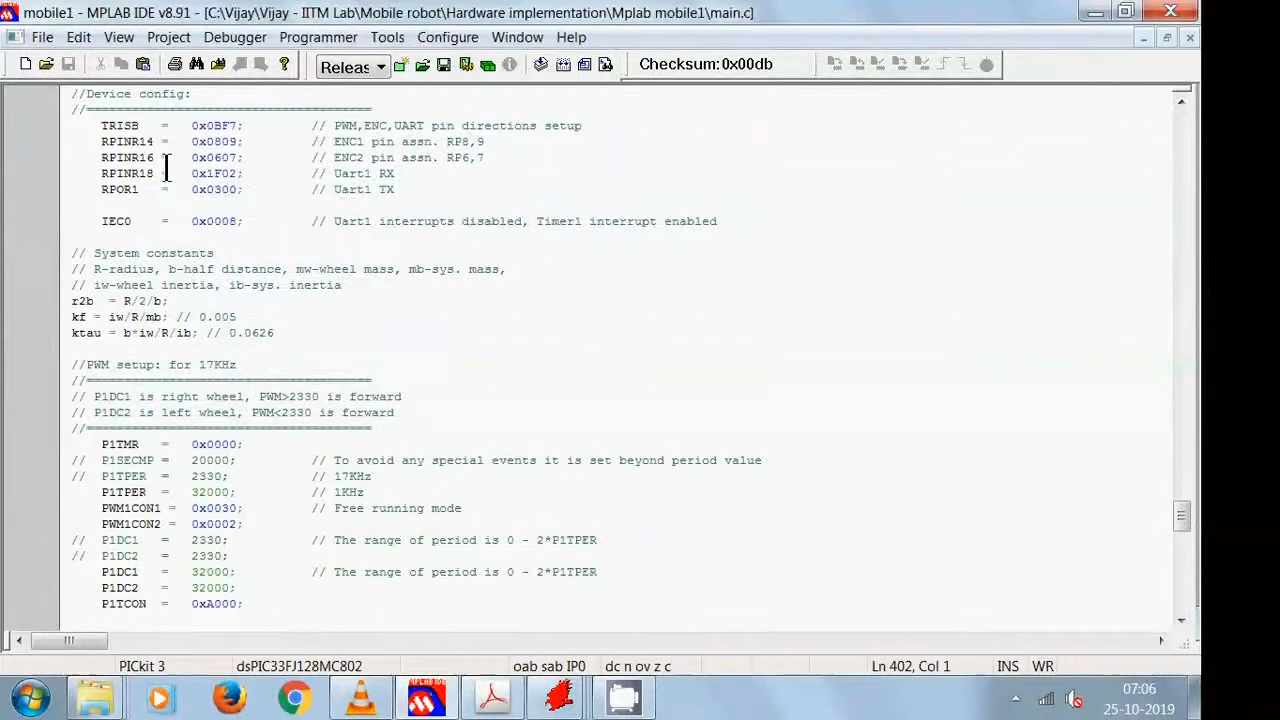 mobile1 - MPLAB IDE v8.91 - [C:\Vijay\Vijay - IITM Lab\Mobile robot\Hardware implementation\Mplab mobile1\main.c]
File Edit View Project Debugger Programmer Tools Configure Window Help
Releas Checksum: 0x00db
//Device config:
//======================================
TRISB = 0x0BF7; // PWM,ENC,UART pin directions setup
RPINR14 = 0x0809; // ENC1 pin assn. RP8,9
RPINR16 0x0607; // ENC2 pin assn. RP6,7
RPINR18 0x1F02; // Uart1 RX
RPOR1 = 0x0300; // Uart1 TX
IEC0 = 0x0008; // Uart1 interrupts disabled, Timer1 interrupt enabled
// System constants
// R-radius, b-half distance, mw-wheel mass, mb-sys. mass,
// iw-wheel inertia, ib-sys. inertia
r2b = R/2/b;
kf = iw/R/mb; // 0.005
ktau = b*iw/R/ib; // 0.0626
//PWM setup: for 17KHz
//======================================
// P1DC1 is right wheel, PWM>2330 is forward
// P1DC2 is left wheel, PWM<2330 is forward
//======================================
P1TMR = 0x0000;
// P1SECMP = 20000; // To avoid any special events it is set beyond period value
// P1TPER = 2330; // 17KHz
P1TPER = 32000; // 1KHz
PWM1CON1 = 0x0030; // Free running mode
PWM1CON2 = 0x0002;
// P1DC1 = 2330; // The range of period is 0 - 2*P1TPER
// P1DC2 = 2330;
P1DC1 = 32000; // The range of period is 0 - 2*P1TPER
P1DC2 = 32000;
P1TCON = 0xA000;
PICkit 3 dsPIC33FJ128MC802 oab sab IP0 dc n ov z c Ln 402, Col 1 INS WR
07:06
25-10-2019